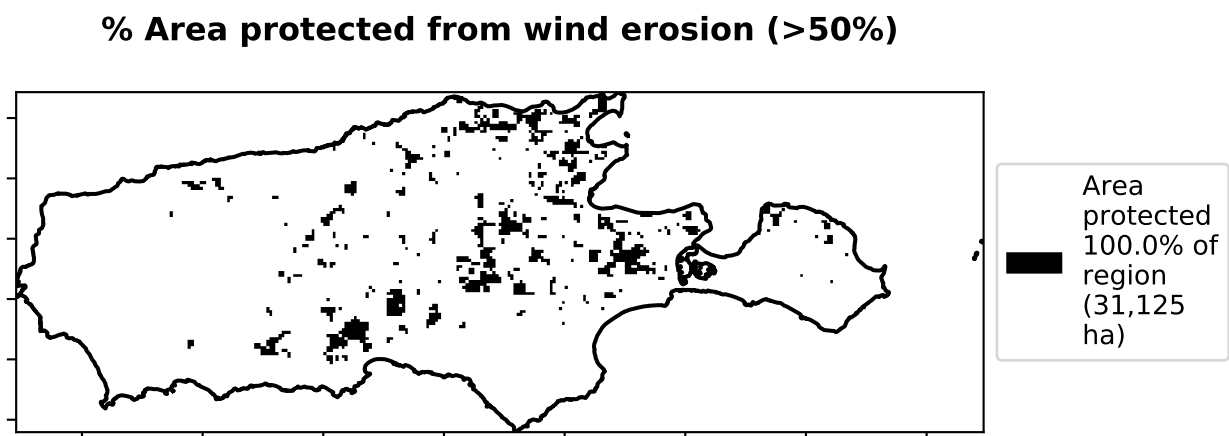 % Area protected from wind erosion (>50%)
Area
protected
100.0% of
region
(31,125
ha)